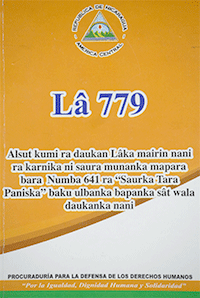 REPUBLICA DE NICARAGUA
AMERICA CENTRAL
Lâ 779
Alsut kumi ra daukan Lâka mairin nani
ra karnika ni saura munanka mapara
bara Numba 641 ra "Saurka Tara
Paniska" baku ulbanka bapanka sât wala
daukanka nani
PROCURADURÍA PARA LA DEFENSA DE LOS DERECHOS HUMANOS
"Por la Igualdad, Dignidad Humana y Solidaridad"